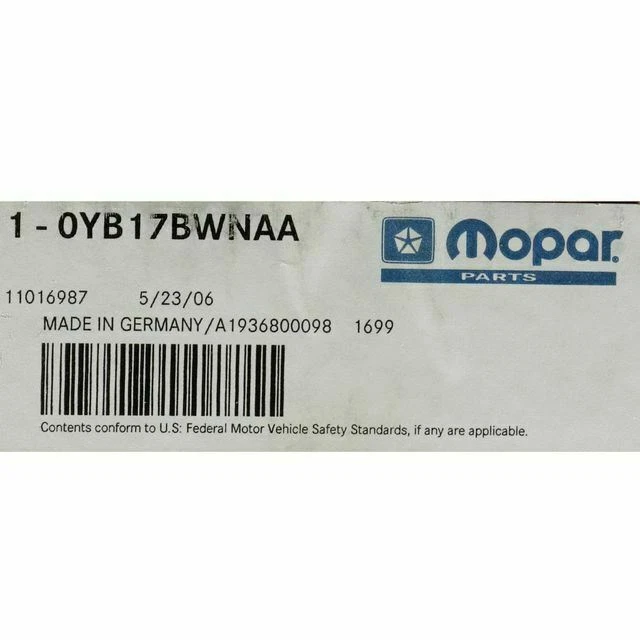 1 - 0YB17BWNAA
Mopar
PARTS
11016987 5/23/06
MADE IN GERMANY/A1936800098 1699
Contents conform to U.S: Federal Motor Vehicle Safety Standards, if any are applicable.